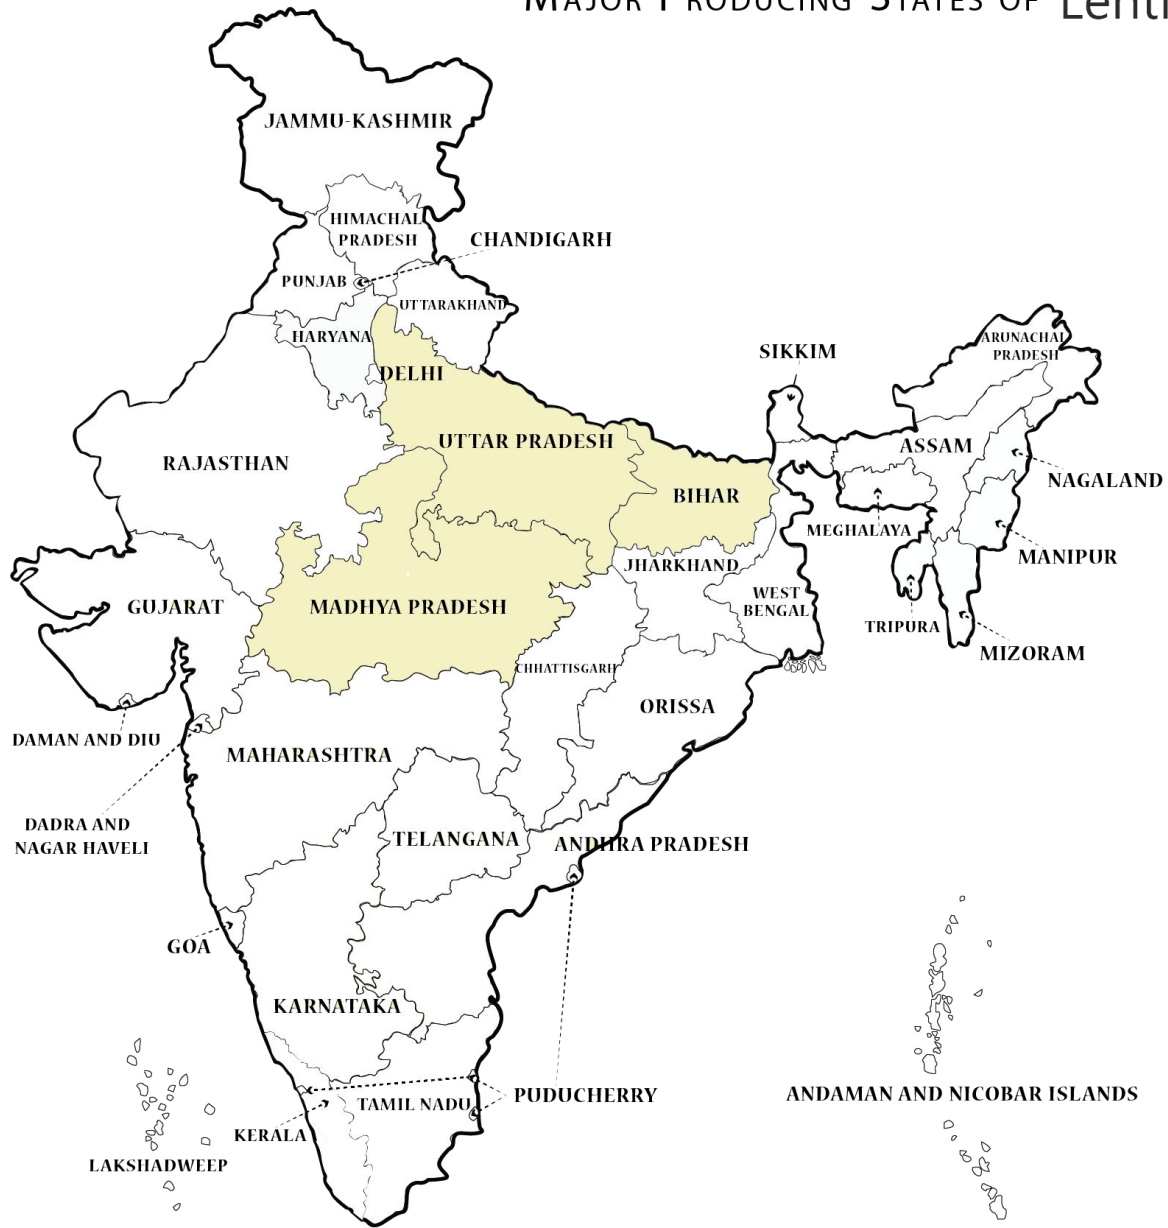 MAJOR PRODUCING STATES OF Lenti
JAMMU-KASHMIR
HIMACHAL
PRADESH
CHANDIGARH
PUNJAB
UTTARAKHAND
HARYANA
ARUNACHAL
PRADESH
SIKKIM
DELHI
UTTAR PRADESH
ASSAM
RAJASTHAN
NAGALAND
BIHAR
MEGHALAYA
MANIPUR
JHARKHAND
WEST
BENGAL
GUJARAT
MADHYA PRADESH
TRIPURA
MIZORAM
CHHATTISGARH
ORISSA
DAMAN AND DIU
MAHARASHTRA
DADRA AND
NAGAR HAVELI
TELANGANA
ANDHRA PRADESH
GOA
KARNATAKA
PUDUCHERRY
ANDAMAN AND NICOBAR ISLANDS
TAMIL NADU
KERALA
LAKSHADWEEP